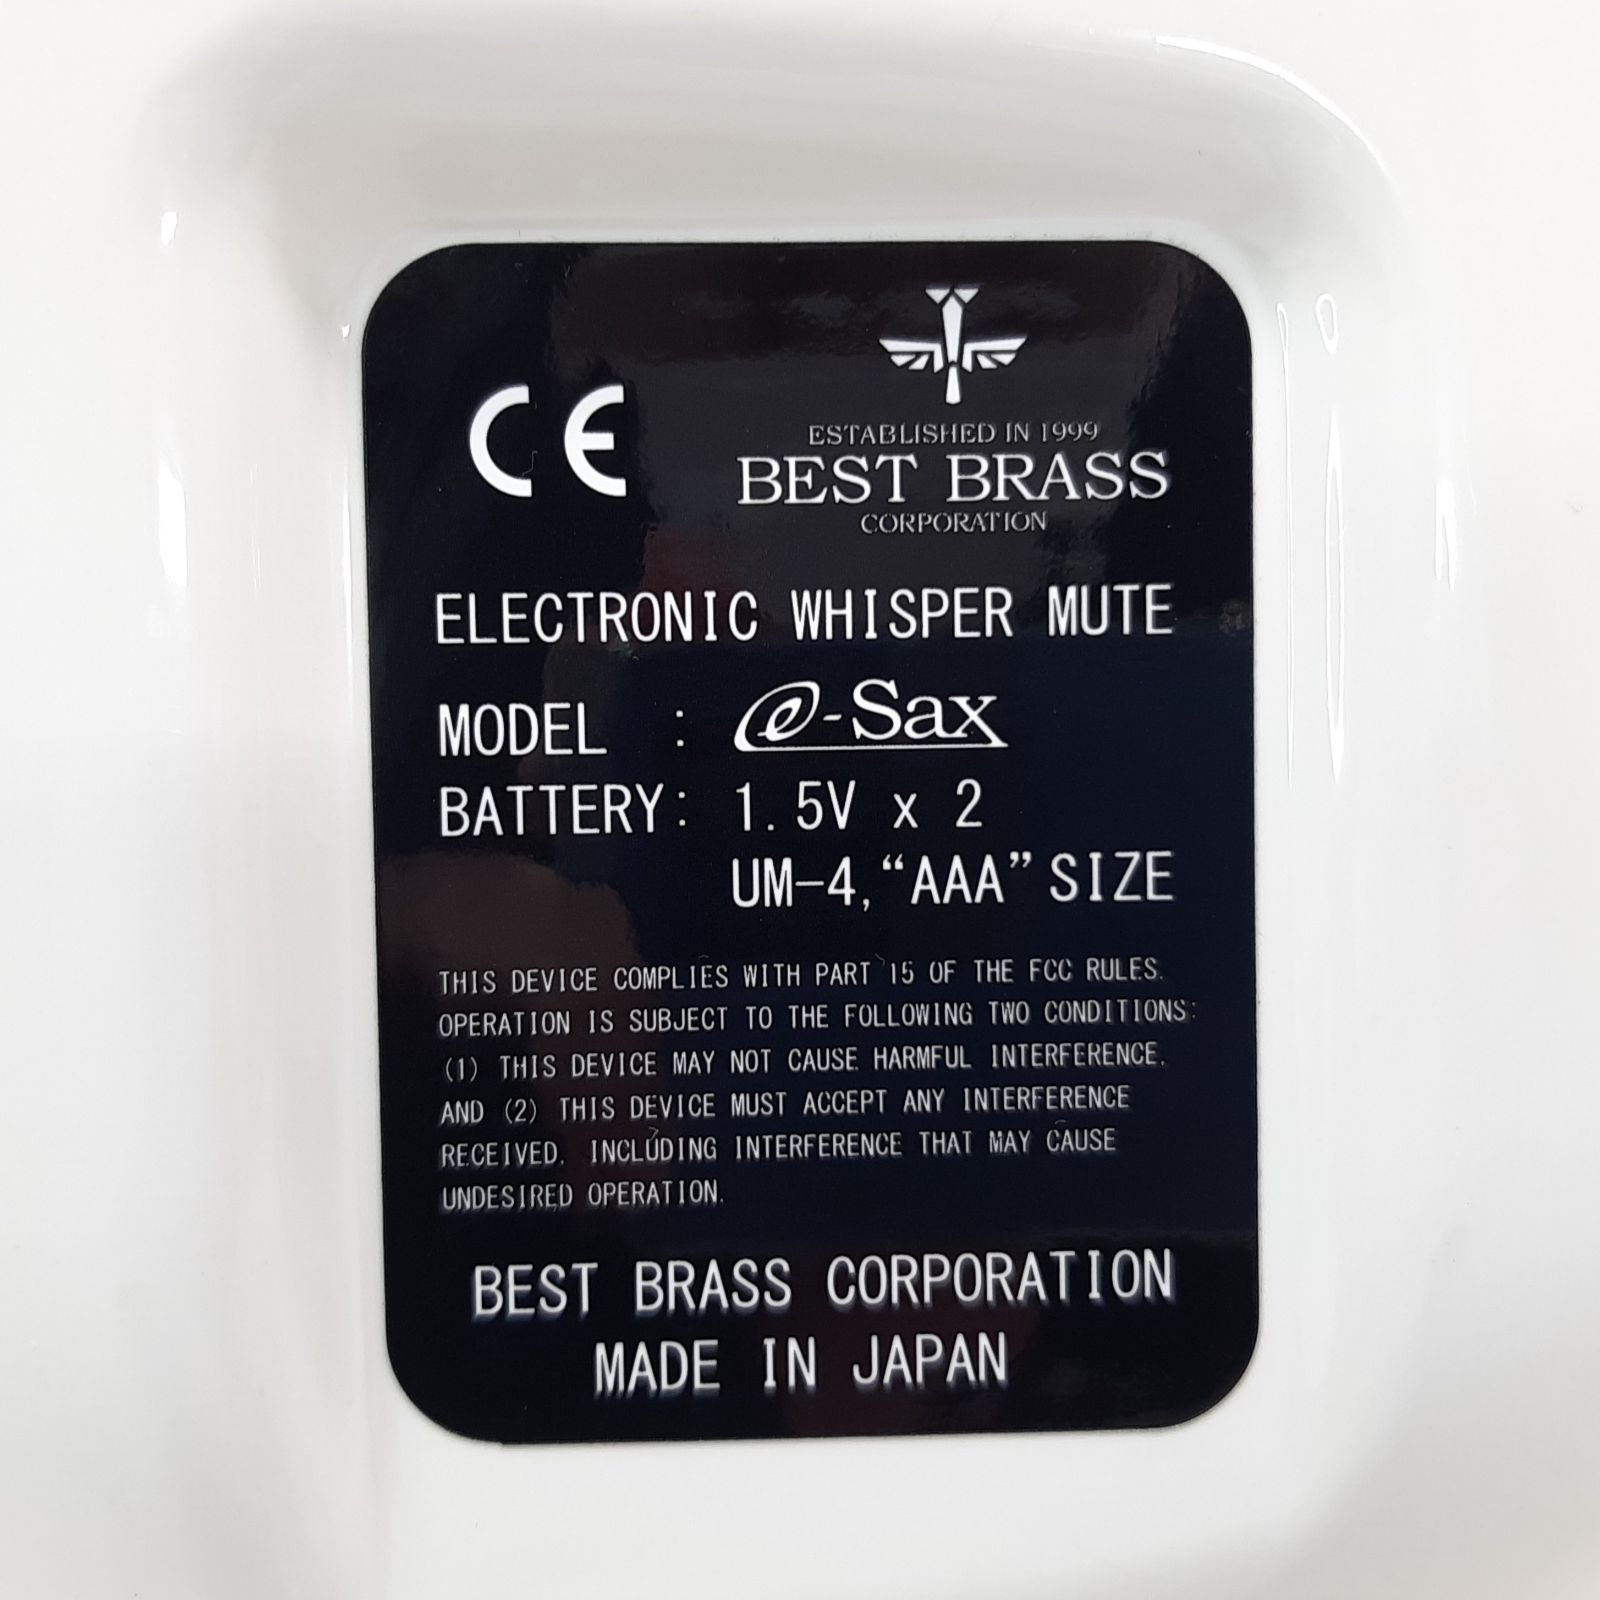 CE
ESTABLISHED IN 1999
BEST BRASS
CORPORATION
ELECTRONIC WHISPER MUTE
MODEL : e-Sax
BATTERY: 1.5V x 2
UM-4, “AAA” SIZE
THIS DEVICE COMPLIES WITH PART 15 OF THE FCC RULES.
OPERATION IS SUBJECT TO THE FOLLOWING TWO CONDITIONS:
(1) THIS DEVICE MAY NOT CAUSE HARMFUL INTERFERENCE.
AND (2) THIS DEVICE MUST ACCEPT ANY INTERFERENCE
RECEIVED. INCLUDING INTERFERENCE THAT MAY CAUSE
UNDESIRED OPERATION.
BEST BRASS CORPORATION
MADE IN JAPAN